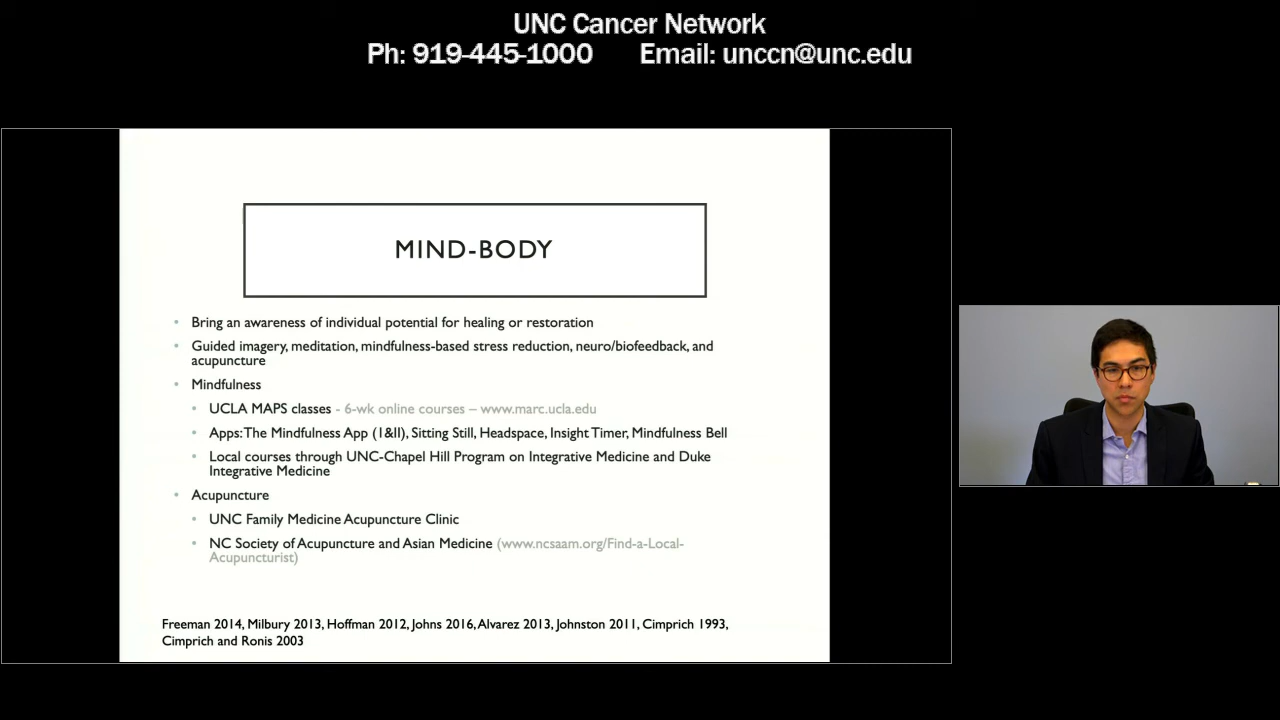 UNC Cancer Network
Ph: 919-445-1000 Email: unccn@unc.edu
MIND-BODY
• Bring an awareness of individual potential for healing or restoration
• Guided imagery, meditation, mindfulness-based stress reduction, neuro/biofeedback, and
acupuncture
• Mindfulness
• UCLA MAPS classes - 6-wk online courses – www.marc.ucla.edu
• Apps: The Mindfulness App (I&II), Sitting Still, Headspace, Insight Timer, Mindfulness Bell
• Local courses through UNC-Chapel Hill Program on Integrative Medicine and Duke
Integrative Medicine
• Acupuncture
• UNC Family Medicine Acupuncture Clinic
• NC Society of Acupuncture and Asian Medicine (www.ncsaam.org/Find-a-Local-
Acupuncturist)
Freeman 2014, Milbury 2013, Hoffman 2012, Johns 2016, Alvarez 2013, Johnston 2011, Cimprich 1993,
Cimprich and Ronis 2003